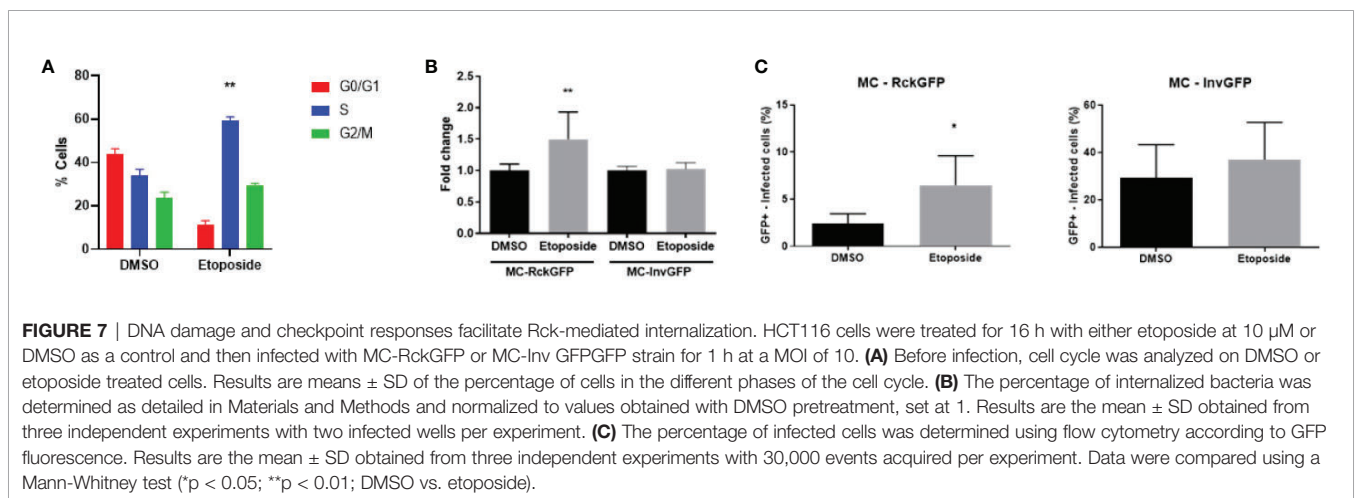 A
% Cells
80
60
40
20
0
**
DMSO
Etoposide
G0/G1
S
G2/M
B
Fold change
2.5
2.0
1.5
1.0
0.5
0.0
**
DMSO
Etoposide
DMSO
Etoposide
MC-RckGFP
MC-InvGFP
C
MC - RckGFP
GFP+ - Infected cells (%)
15
10
5
0
*
DMSO
Etoposide
MC - InvGFP
GFP+ - Infected cells (%)
60
40
20
0
DMSO
Etoposide
FIGURE 7 | DNA damage and checkpoint responses facilitate Rck-mediated internalization. HCT116 cells were treated for 16 h with either etoposide at 10 µM or
DMSO as a control and then infected with MC-RckGFP or MC-Inv GFPGFP strain for 1 h at a MOI of 10. (A) Before infection, cell cycle was analyzed on DMSO or
etoposide treated cells. Results are means ± SD of the percentage of cells in the different phases of the cell cycle. (B) The percentage of internalized bacteria was
determined as detailed in Materials and Methods and normalized to values obtained with DMSO pretreatment, set at 1. Results are the mean ± SD obtained from
three independent experiments with two infected wells per experiment. (C) The percentage of infected cells was determined using flow cytometry according to GFP
fluorescence. Results are the mean ± SD obtained from three independent experiments with 30,000 events acquired per experiment. Data were compared using a
Mann-Whitney test (*p < 0.05; **p < 0.01; DMSO vs. etoposide).